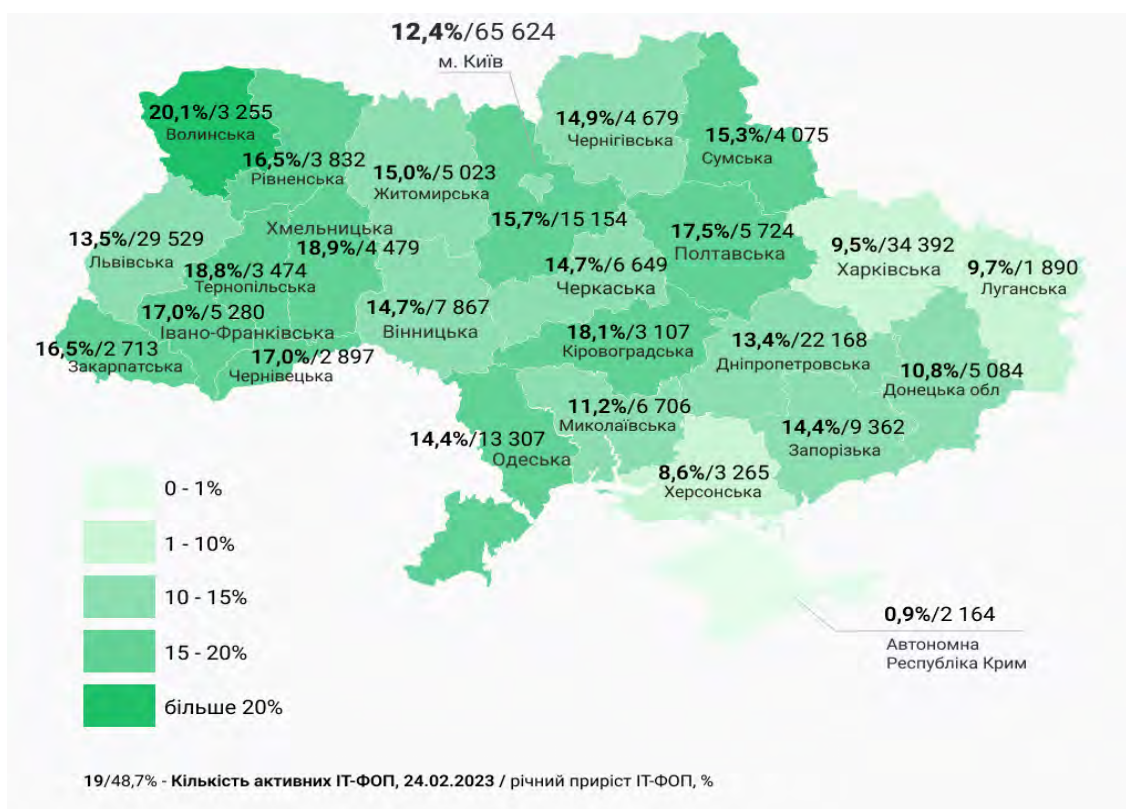 12,4%/65 624
м. Київ
20,1%/3 255
Волинська
14,9%/4 679
Чернігівська
15,3%/4 075
Сумська
16,5%/3 832
Рівненська
15,0%/5 023
Житомирська
Хмельницька
18,9%/4 479
15,7%/15 154
17,5%/5 724
Полтавська
9,5%/34 392
Харківська
9,7%/1 890
Луганська
13,5%/29 529
Львівська
18,8%/3 474
Тернопільська
14,7%/6 649
Черкаська
17,0%/5 280
Івано-Франківська
14,7%/7 867
Вінницька
18,1%/3 107
Кіровоградська
13,4%/22 168
Дніпропетровська
16,5%/2 713
Закарпатська
17,0%/2 897
Чернівецька
10,8%/5 084
Донецька обл
11,2%/6 706
Миколаївська
14,4%/9 362
Запорізька
14,4%/13 307
Одеська
8,6%/3 265
Херсонська
0 - 1%
1 - 10%
10 - 15%
15 - 20%
більше 20%
0,9%/2 164
Автономна
Республіка Крим
19/48,7% - Кількість активних ІТ-ФОП, 24.02.2023 / річний приріст ІТ-ФОП, %